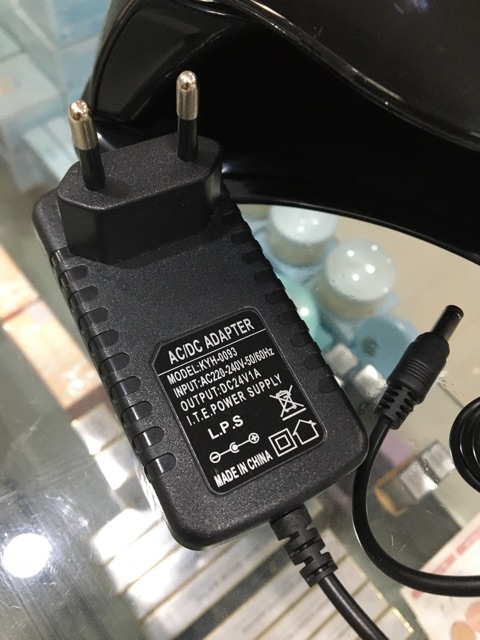 AC/DC ADAPTER
MODEL:KYH-0093
INPUT:AC220-240V-50/60Hz
OUTPUT:DC24V1A
I.T.E.POWER SUPPLY
L.P.S
MADE IN CHINA